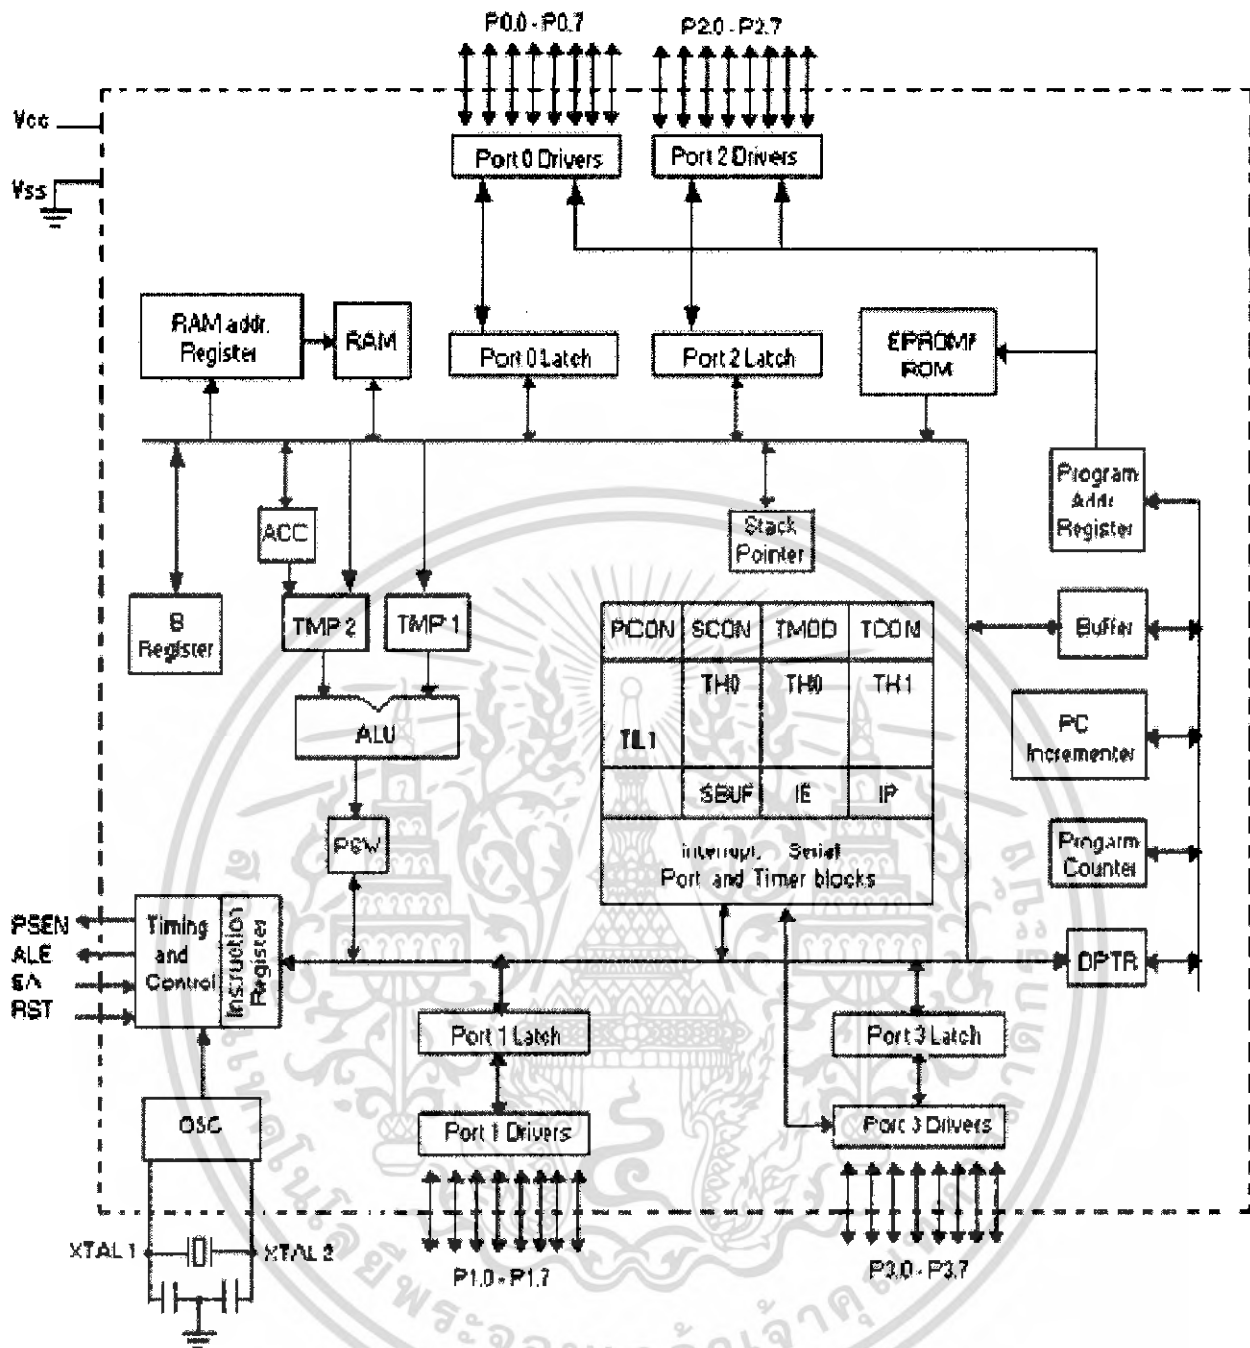 P0.0 - P0.7
P2.0 - P2.7
Vcc
Vss
Port 0 Drivers
Port 2 Drivers
RAM addr.
Register
RAM
Port 0 Latch
Port 2 Latch
EPROM/
ROM
Program
Addr
Register
ACC
Stack
Pointer
B
Register
TMP 2
TMP 1
PCON
SCON
TMOD
TCON
TH0
TH0
TH1
TIL1
SBUF
IE
IP
Interrupt, Serial
Port and Timer blocks
Buffer
PC
Incrementer
Progarm
Counter
DPTR
ALU
PSW
PSEN
ALE
EA
RST
Timing
and
Control
Instruction
Register
Port 1 Latch
Port 3 Latch
OSC
Port 1 Drivers
Port 3 Drivers
XTAL 1
XTAL 2
P1.0 - P1.7
P3.0 - P3.7